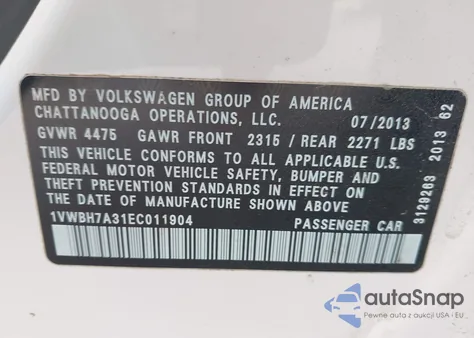 MFD BY VOLKSWAGEN GROUP OF AMERICA
CHATTANOOGA OPERATIONS, LLC. 07/2013
GVWR 4475 GAWR FRONT 2315 / REAR 2271 LBS
THIS VEHICLE CONFORMS TO ALL APPLICABLE U.S.
FEDERAL MOTOR VEHICLE SAFETY, BUMPER AND
THEFT PREVENTION STANDARDS IN EFFECT ON
THE DATE OF MANUFACTURE SHOWN ABOVE.
1VWBH7A31EC011904 PASSENGER CAR
3129263 2013 62
autoSnap
Pewne auta z aukcji USA i EU